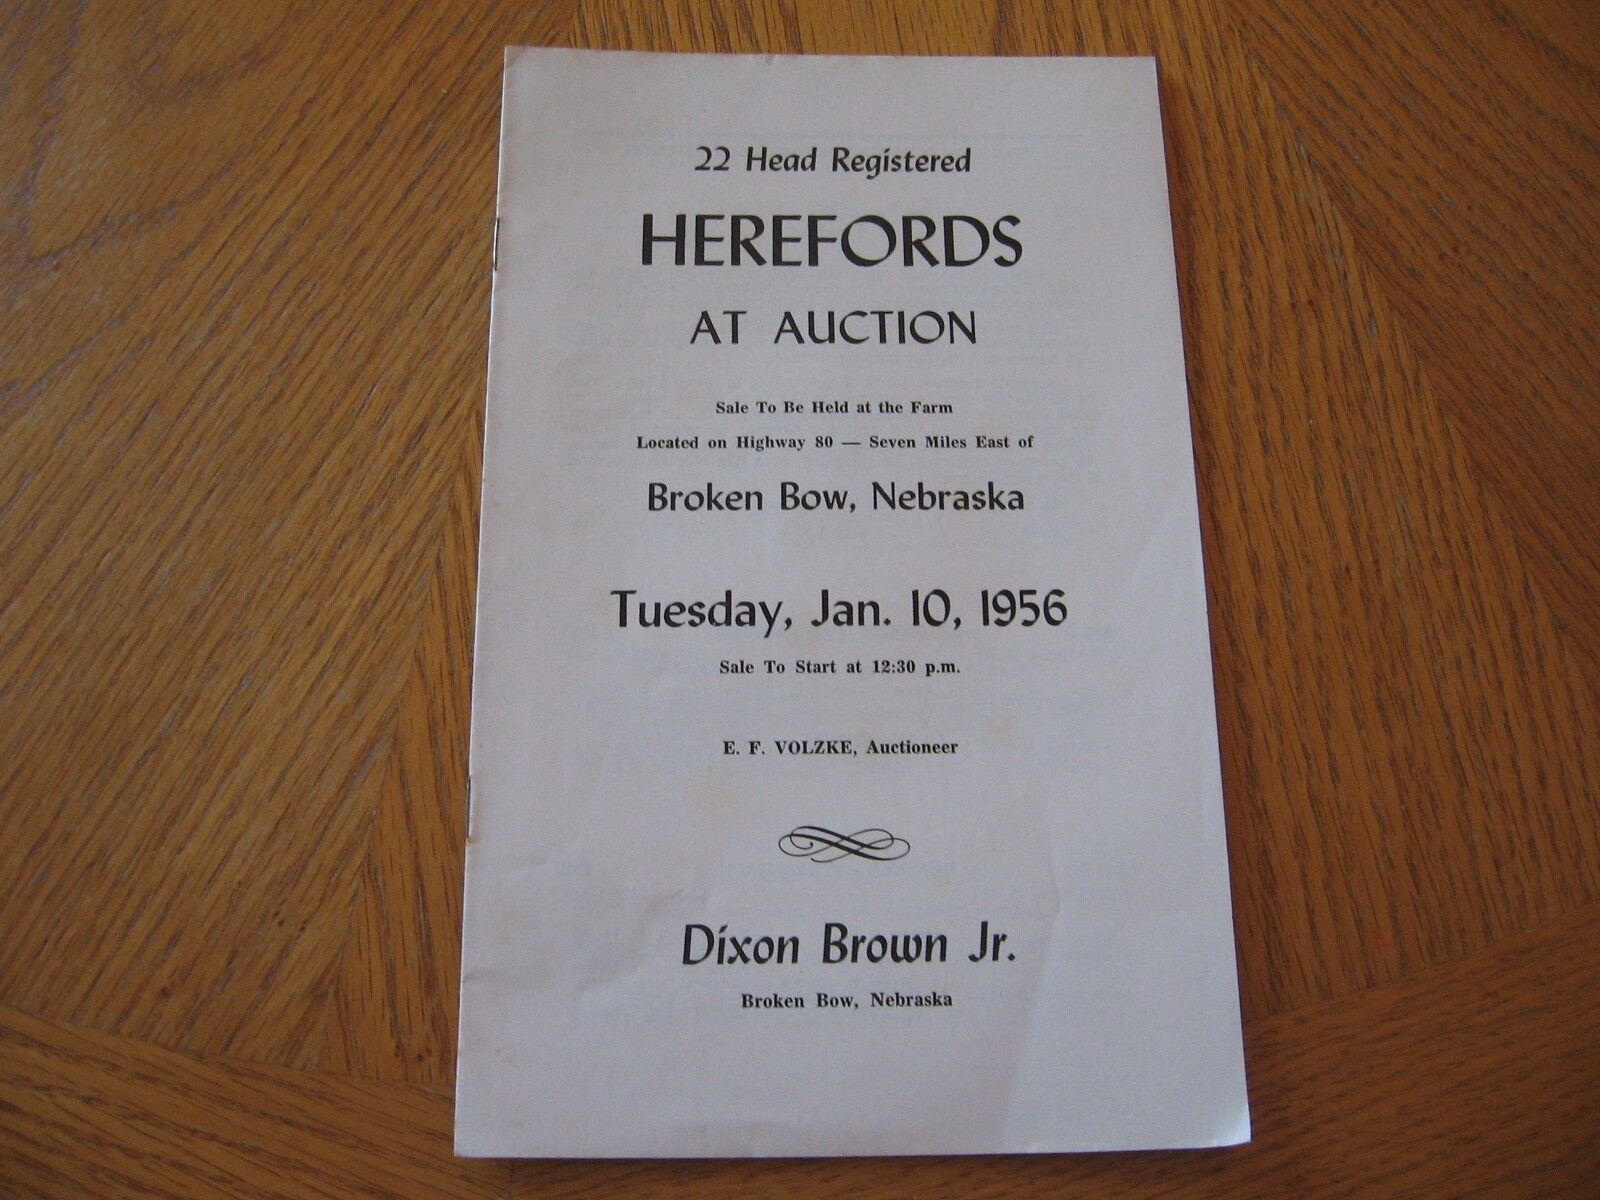 22 Head Registered
HEREFORDS
AT AUCTION
Sale To Be Held at the Farm
Located on Highway 80 — Seven Miles East of
Broken Bow, Nebraska
Tuesday, Jan. 10, 1956
Sale To Start at 12:30 p.m.
E. F. VOLZKE, Auctioneer
Dixon Brown Jr.
Broken Bow, Nebraska